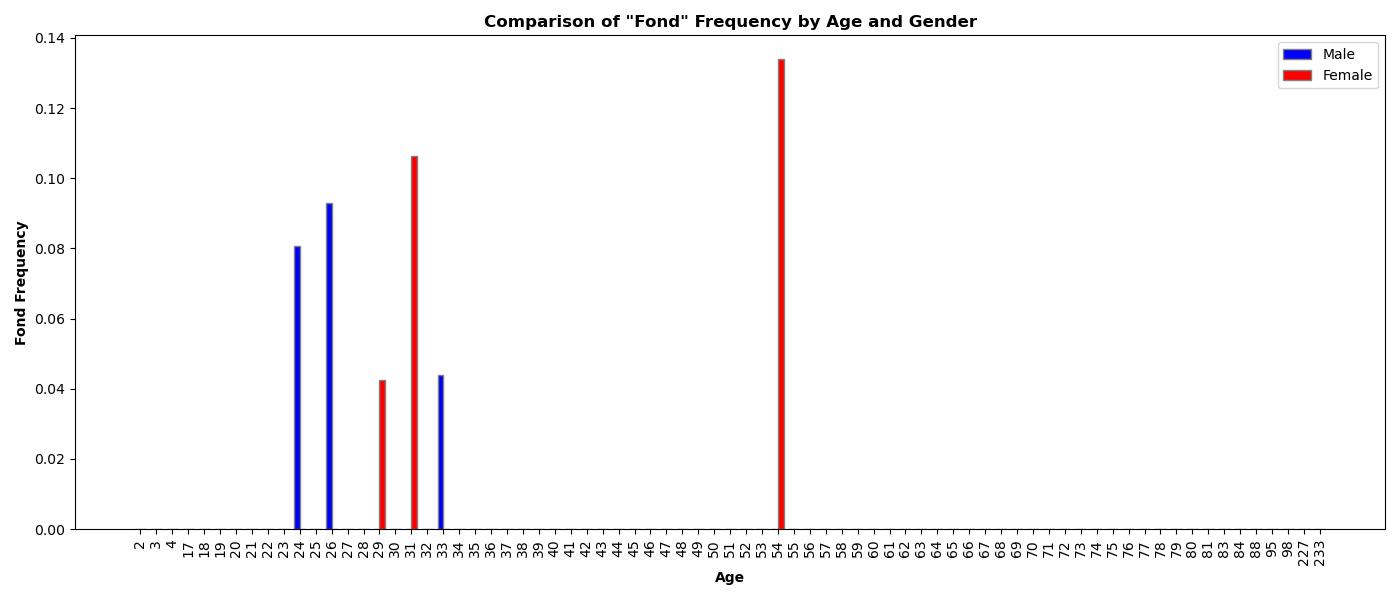 Comparison of "Fond" Frequency by Age and Gender
0.14
0.12
0.10
0.08
0.06
0.04
0.02
0.00
Fond Frequency
Male
Female
2 3 4 17 18 19 20 21 22 23 24 25 26 27 28 29 30 31 32 33 34 35 36 37 38 39 40 41 42 43 44 45 46 47 48 49 50 51 52 53 54 55 56 57 58 59 60 61 62 63 64 65 66 67 68 69 70 71 72 73 74 75 76 77 78 79 80 81 83 84 88 95 98 227 233
Age